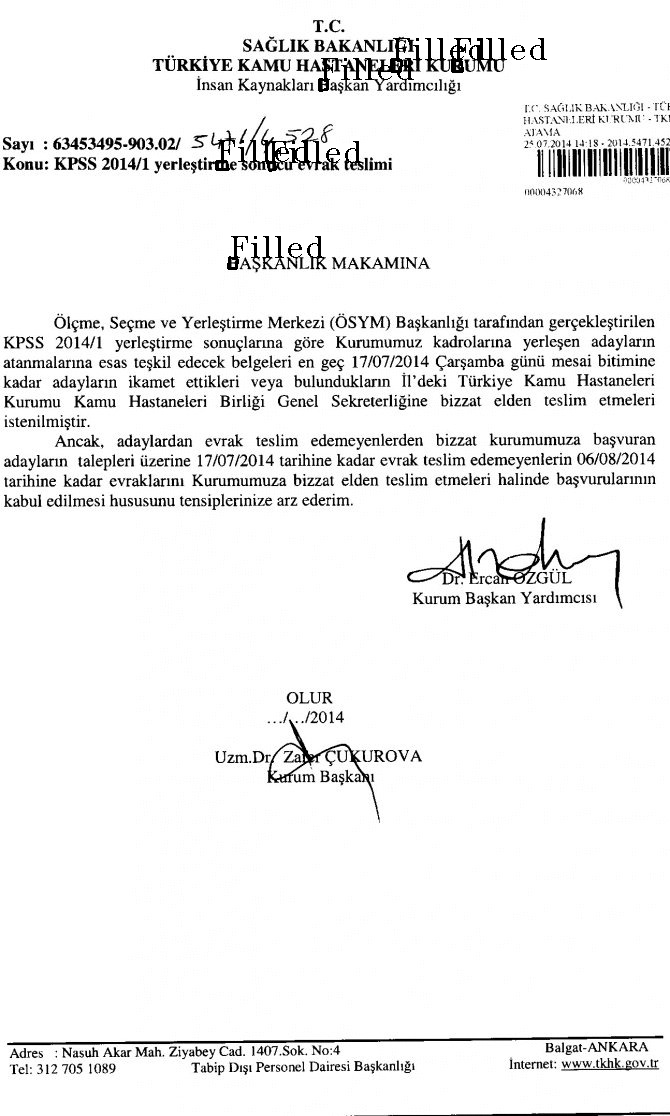 T.C.
SAĞLIK BAKANLIĞI
Filled Filled
TÜRKİYE KAMU HASTANELERİ KURUMU
Filled
İnsan Kaynakları Başkan Yardımcılığı
T.C. SAĞLIK BAKANLIĞI - TÜR
HASTANELERİ KURUMU - TK
ATAMA
25.07.2014 14:18 - 2014.5471.452
00004327068
00004327068
Sayı : 63453495-903.02/
Konu: KPSS 2014/1 yerleştirme sonucu evrak teslimi
Filled Filled
Filled
BAŞKANLIK MAKAMINA
Ölçme, Seçme ve Yerleştirme Merkezi (ÖSYM) Başkanlığı tarafından gerçekleştirilen
KPSS 2014/1 yerleştirme sonuçlarına göre Kurumumuz kadrolarına yerleşen adayların
atanmalarına esas teşkil edecek belgeleri en geç 17/07/2014 Çarşamba günü mesai bitimine
kadar adayların ikamet ettikleri veya bulundukların İl'deki Türkiye Kamu Hastaneleri
Kurumu Kamu Hastaneleri Birliği Genel Sekreterliğine bizzat elden teslim etmeleri
istenilmiştir.
Ancak, adaylardan evrak teslim edemeyenlerden bizzat kurumumuza başvuran
adayların talepleri üzerine 17/07/2014 tarihine kadar evrak teslim edemeyenlerin 06/08/2014
tarihine kadar evraklarını Kurumumuza bizzat elden teslim etmeleri halinde başvurularının
kabul edilmesi hususunu tensiplerinize arz ederim.
Dr. Ercan ÖZGÜL
Kurum Başkan Yardımcısı
OLUR
.../.../2014
Uzm.Dr. Zafer ÇUKUROVA
Kurum Başkanı
Adres : Nasuh Akar Mah. Ziyabey Cad. 1407.Sok. No:4
Balgat-ANKARA
Tel: 312 705 1089
Tabip Dışı Personel Dairesi Başkanlığı
İnternet: www.tkhk.gov.tr